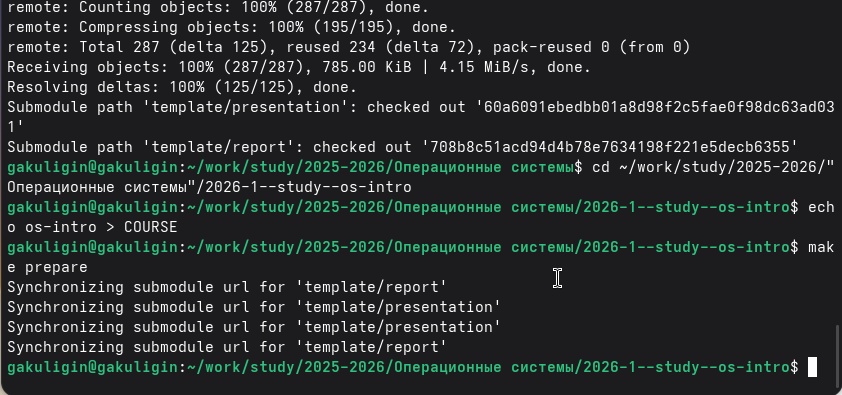 remote: Counting objects: 100% (287/287), done.
remote: Compressing objects: 100% (195/195), done.
remote: Total 287 (delta 125), reused 234 (delta 72), pack-reused 0 (from 0)
Receiving objects: 100% (287/287), 785.00 KiB | 4.15 MiB/s, done.
Resolving deltas: 100% (125/125), done.
Submodule path 'template/presentation': checked out '60a6091ebedbb01a8d98f2c5fae0f98dc63ad03
1'
Submodule path 'template/report': checked out '708b8c51acd94d4b78e7634198f221e5decb6355'
gakuligin@gakuligin:~/work/study/2025-2026/Операционные системы$ cd ~/work/study/2025-2026/"
Операционные системы"/2026-1--study--os-intro
gakuligin@gakuligin:~/work/study/2025-2026/Операционные системы/2026-1--study--os-intro$ ech
o os-intro > COURSE
gakuligin@gakuligin:~/work/study/2025-2026/Операционные системы/2026-1--study--os-intro$ mak
e prepare
Synchronizing submodule url for 'template/report'
Synchronizing submodule url for 'template/presentation'
Synchronizing submodule url for 'template/presentation'
Synchronizing submodule url for 'template/report'
gakuligin@gakuligin:~/work/study/2025-2026/Операционные системы/2026-1--study--os-intro$